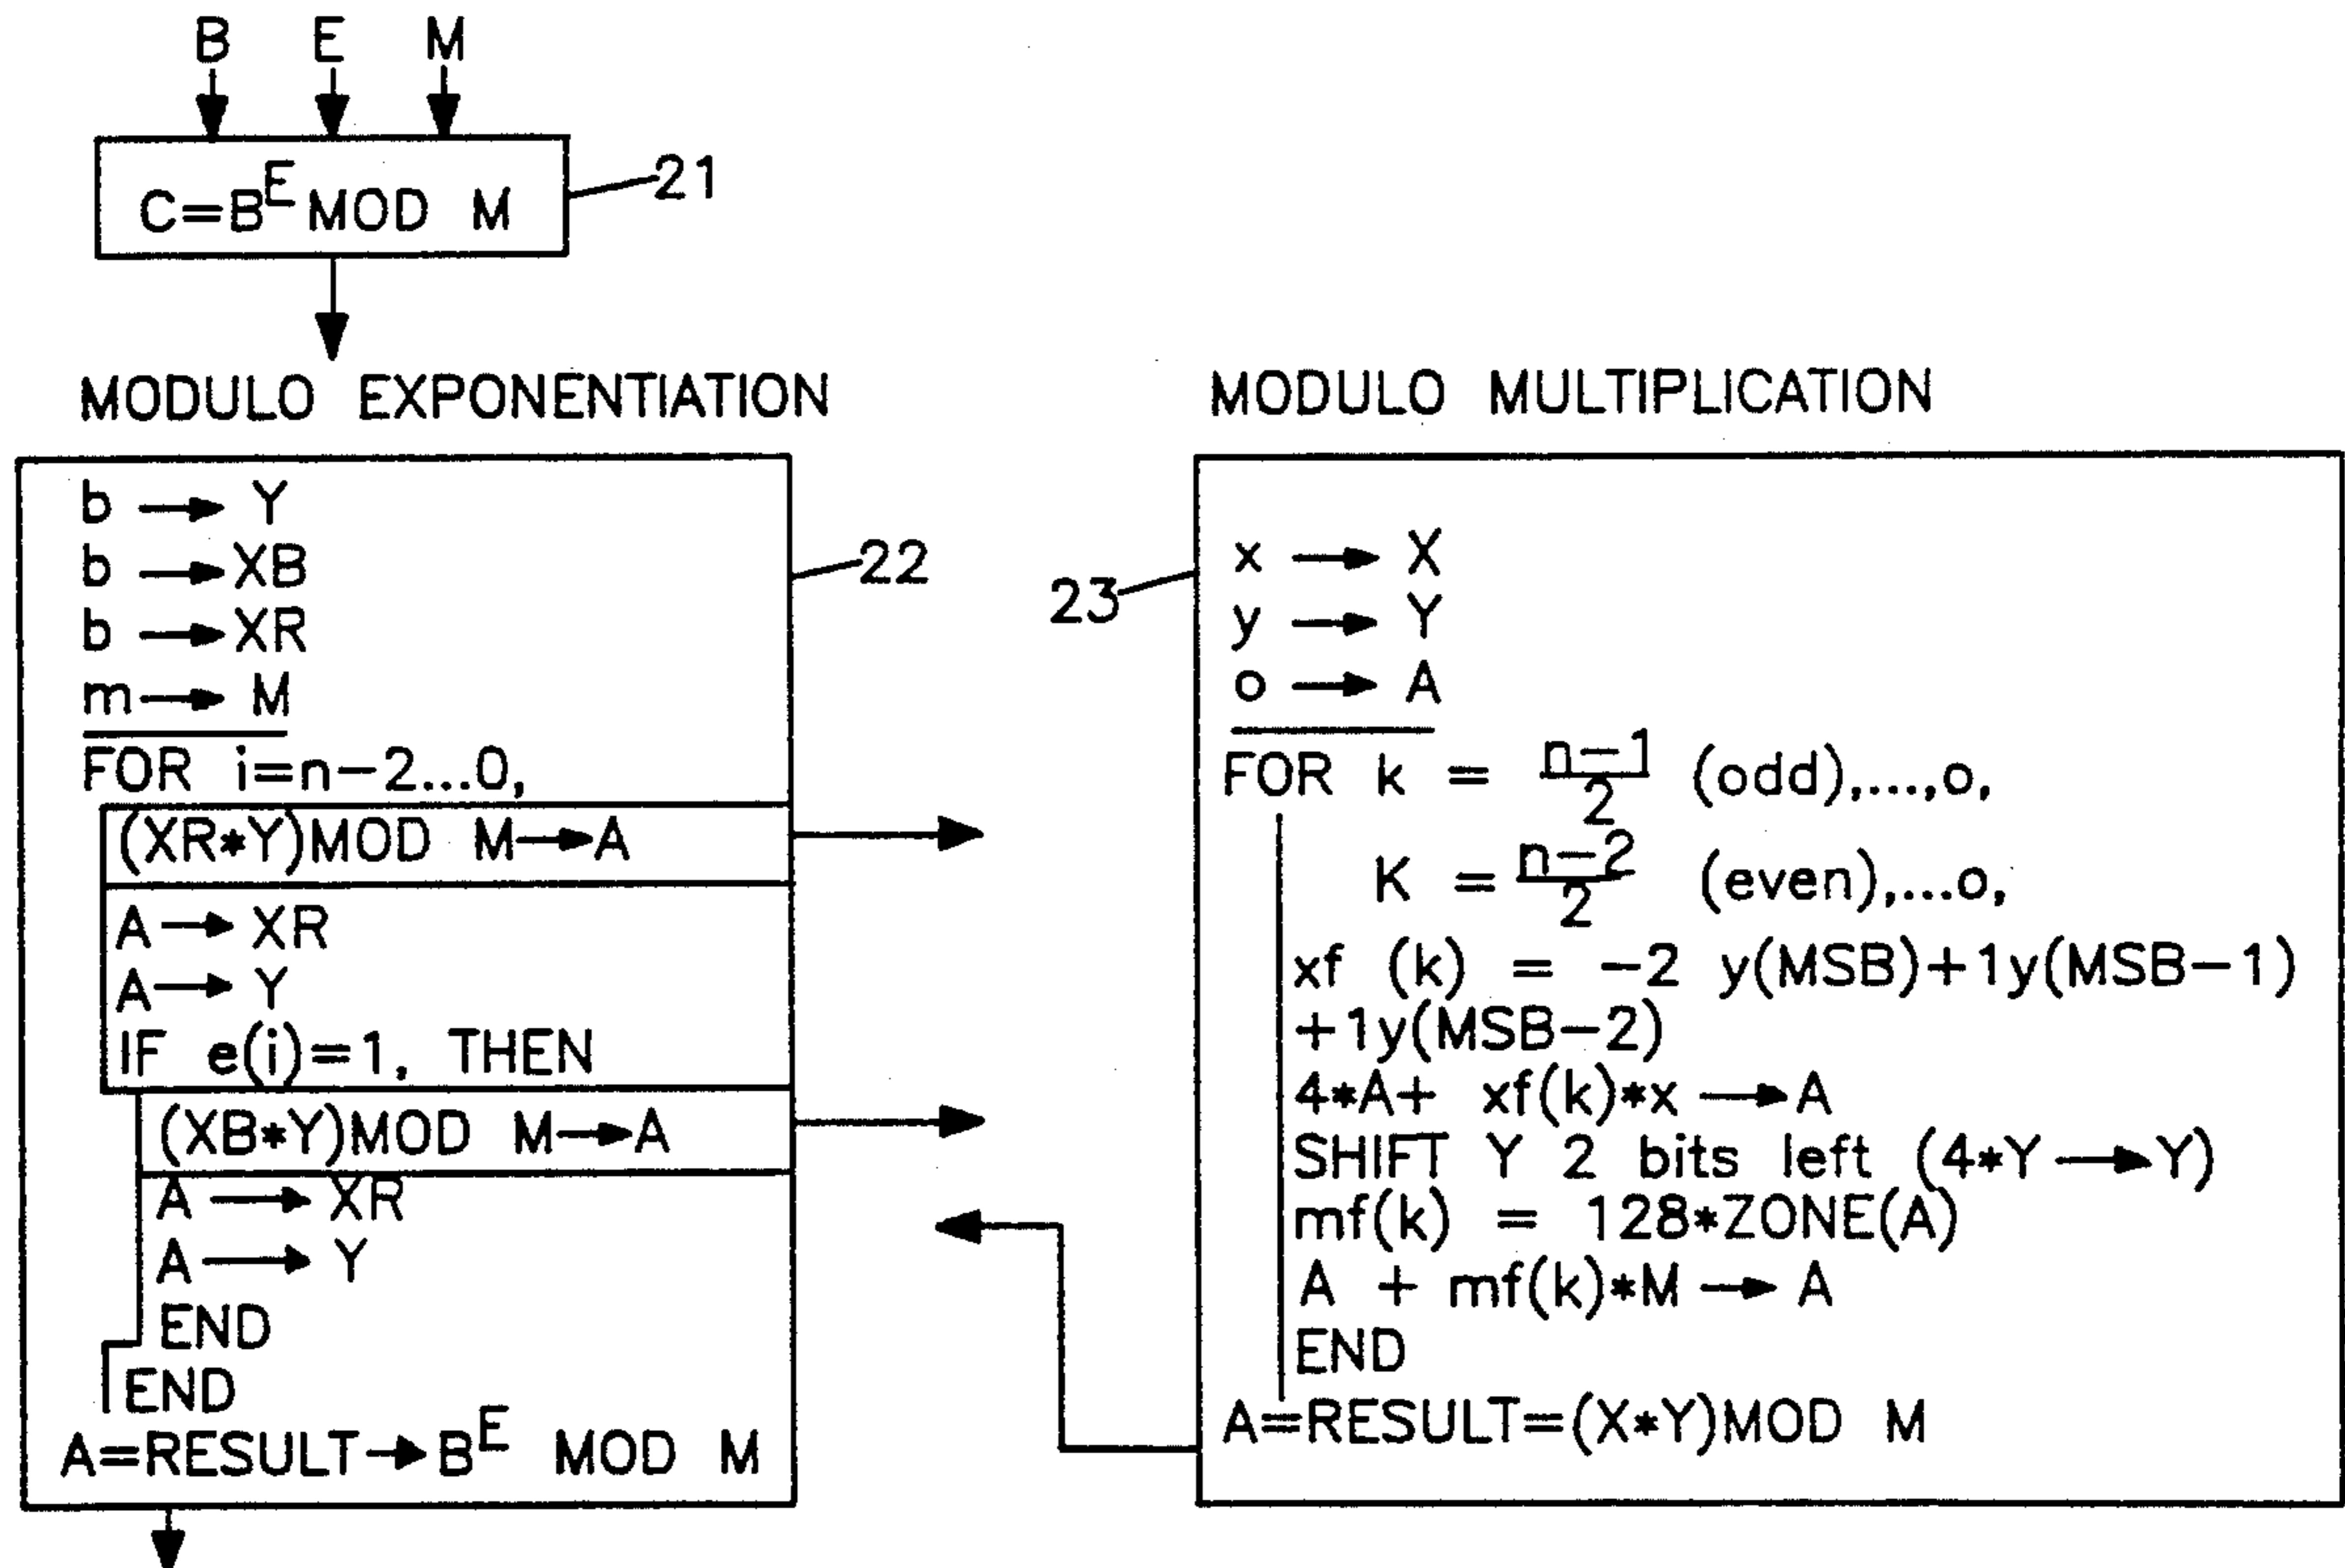 B E M
C=B^E MOD M
21
MODULO EXPONENTIATION
b → Y
b → XB
b → XR
m → M
22
FOR i=n-2...0,
(XR*Y)MOD M→A
A → XR
A → Y
IF e(i)=1, THEN
(XB*Y)MOD M→A
A → XR
A → Y
END
END
A=RESULT→B^E MOD M
MODULO MULTIPLICATION
23
x → X
y → Y
o → A
FOR k = n-1/2 (odd),...,o,
K = n-2/2 (even),...o,
xf (k) = -2 y(MSB)+1y(MSB-1)
+1y(MSB-2)
4*A+ xf(k)*x → A
SHIFT Y 2 bits left (4*Y → Y)
mf(k) = 128*ZONE(A)
A + mf(k)*M → A
END
A=RESULT=(X*Y)MOD M